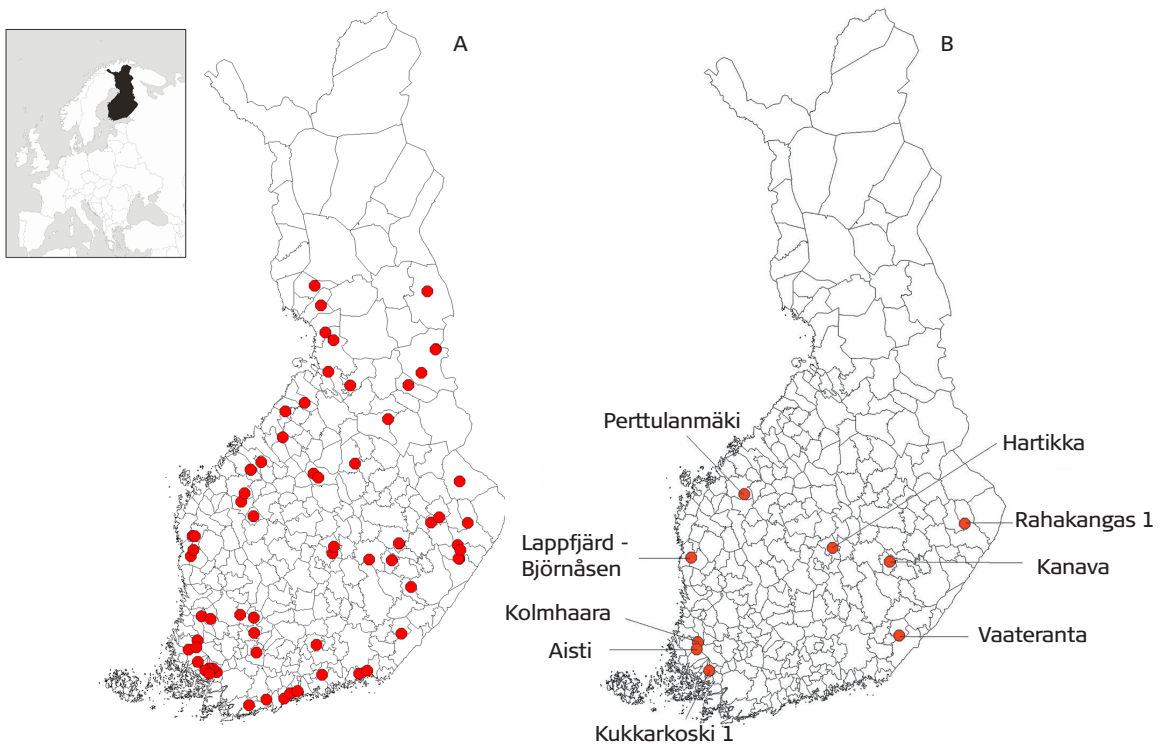 A
B
Perttulanmäki
Hartikka
Rahakangas 1
Lappfjärd -
Björnåsen
Kanava
Kolmhaara
Aisti
Vaateranta
Kukkarkoski 1